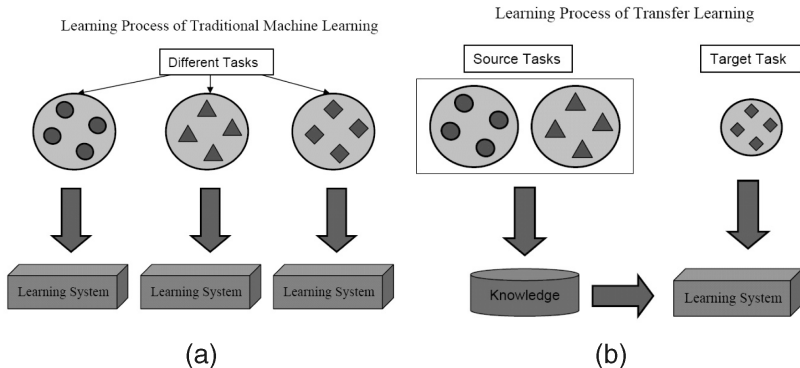 Learning Process of Traditional Machine Learning
Different Tasks
Learning System
Learning System
Learning System
(a)
Learning Process of Transfer Learning
Source Tasks
Target Task
Knowledge
Learning System
(b)